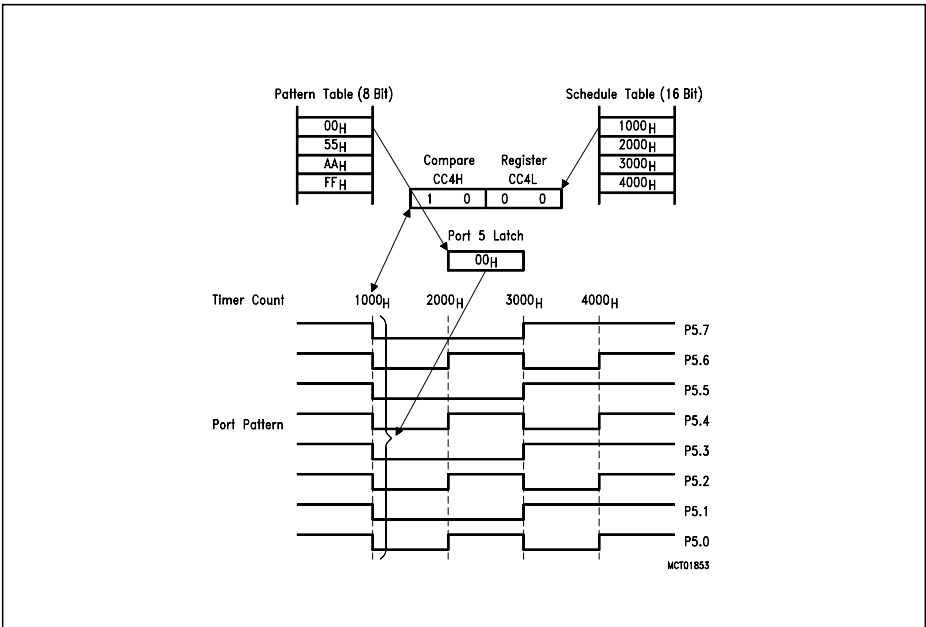 Pattern Table (8 Bit)
Schedule Table (16 Bit)
00H
55H
AAH
FFH
1000H
2000H
3000H
4000H
Compare Register
CC4H CC4L
1 0 0 0
Port 5 Latch
00H
Timer Count 1000H 2000H 3000H 4000H
P5.7
P5.6
P5.5
P5.4
Port Pattern
P5.3
P5.2
P5.1
P5.0
MCT01853